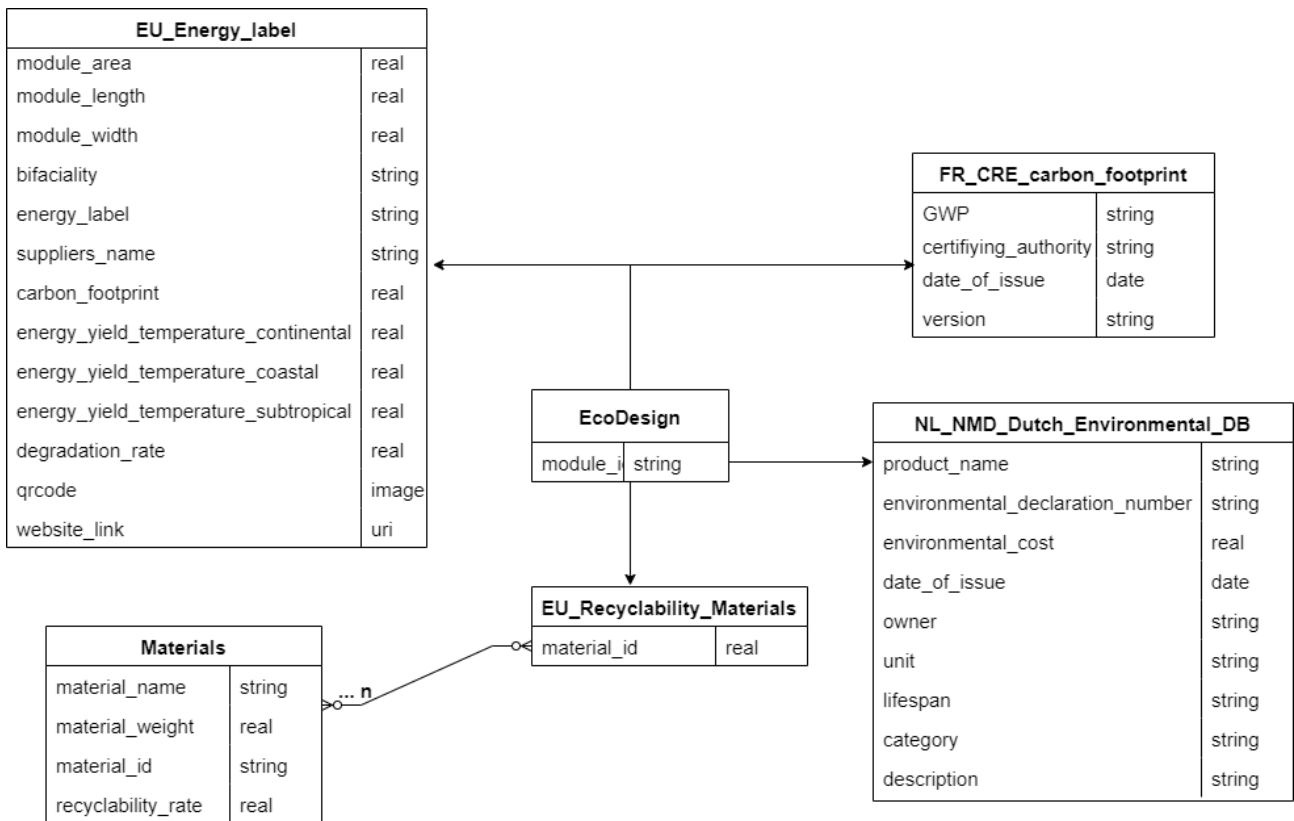 EU_Energy_label
module_area real
module_length real
module_width real
bifaciality string
energy_label string
suppliers_name string
carbon_footprint real
energy_yield_temperature_continental real
energy_yield_temperature_coastal real
energy_yield_temperature_subtropical real
degradation_rate real
qrcode image
website_link uri
FR_CRE_carbon_footprint
GWP string
certifiying_authority string
date_of_issue date
version string
EcoDesign
module_i string
NL_NMD_Dutch_Environmental_DB
product_name string
environmental_declaration_number string
environmental_cost real
date_of_issue date
owner string
unit string
lifespan string
category string
description string
EU_Recyclability_Materials
material_id real
... n
Materials
material_name string
material_weight real
material_id string
recyclability_rate real